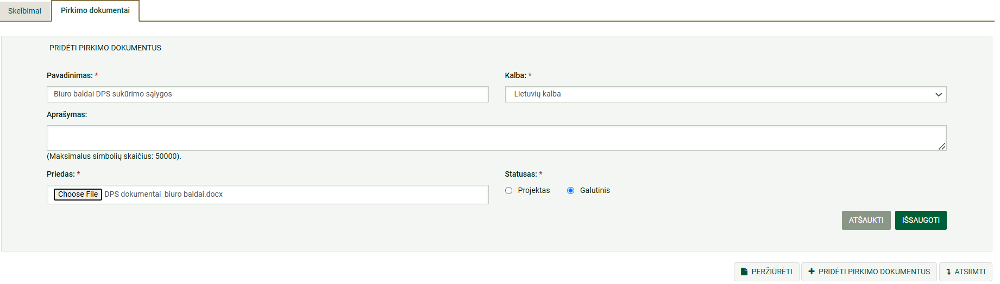 Skelbimai
Pirkimo dokumentai
PRIDĖTI PIRKIMO DOKUMENTUS
Pavadinimas: *
Kalba: *
Biuro baldai DPS sukūrimo sąlygos
Lietuvių kalba
Aprašymas:
(Maksimalus simbolių skaičius: 50000).
Priedas: *
Statusas: *
Choose File DPS dokumentai_biuro baldai.docx
Projektas
Galutinis
ATŠAUKTI
IŠSAUGOTI
PERŽIŪRĖTI
PRIDĖTI PIRKIMO DOKUMENTUS
ATSIIMTI